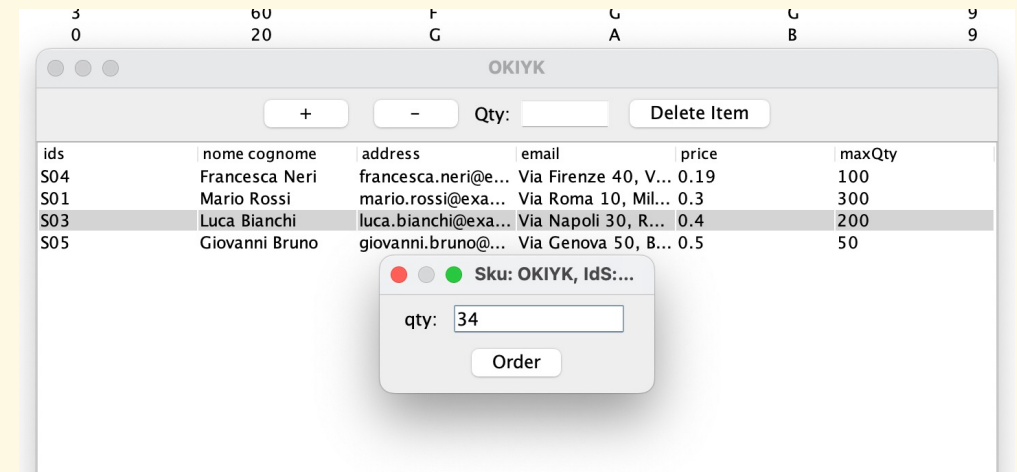 3 60 F G G 9
0 20 G A B 9
OKIYK
+ - Qty: Delete Item
ids nome cognome address email price maxQty
S04 Francesca Neri francesca.neri@e... Via Firenze 40, V... 0.19 100
S01 Mario Rossi mario.rossi@exa... Via Roma 10, Mil... 0.3 300
S03 Luca Bianchi luca.bianchi@exa... Via Napoli 30, R... 0.4 200
S05 Giovanni Bruno giovanni.bruno@... Via Genova 50, B... 0.5 50
Sku: OKIYK, IdS:...
qty: 34
Order